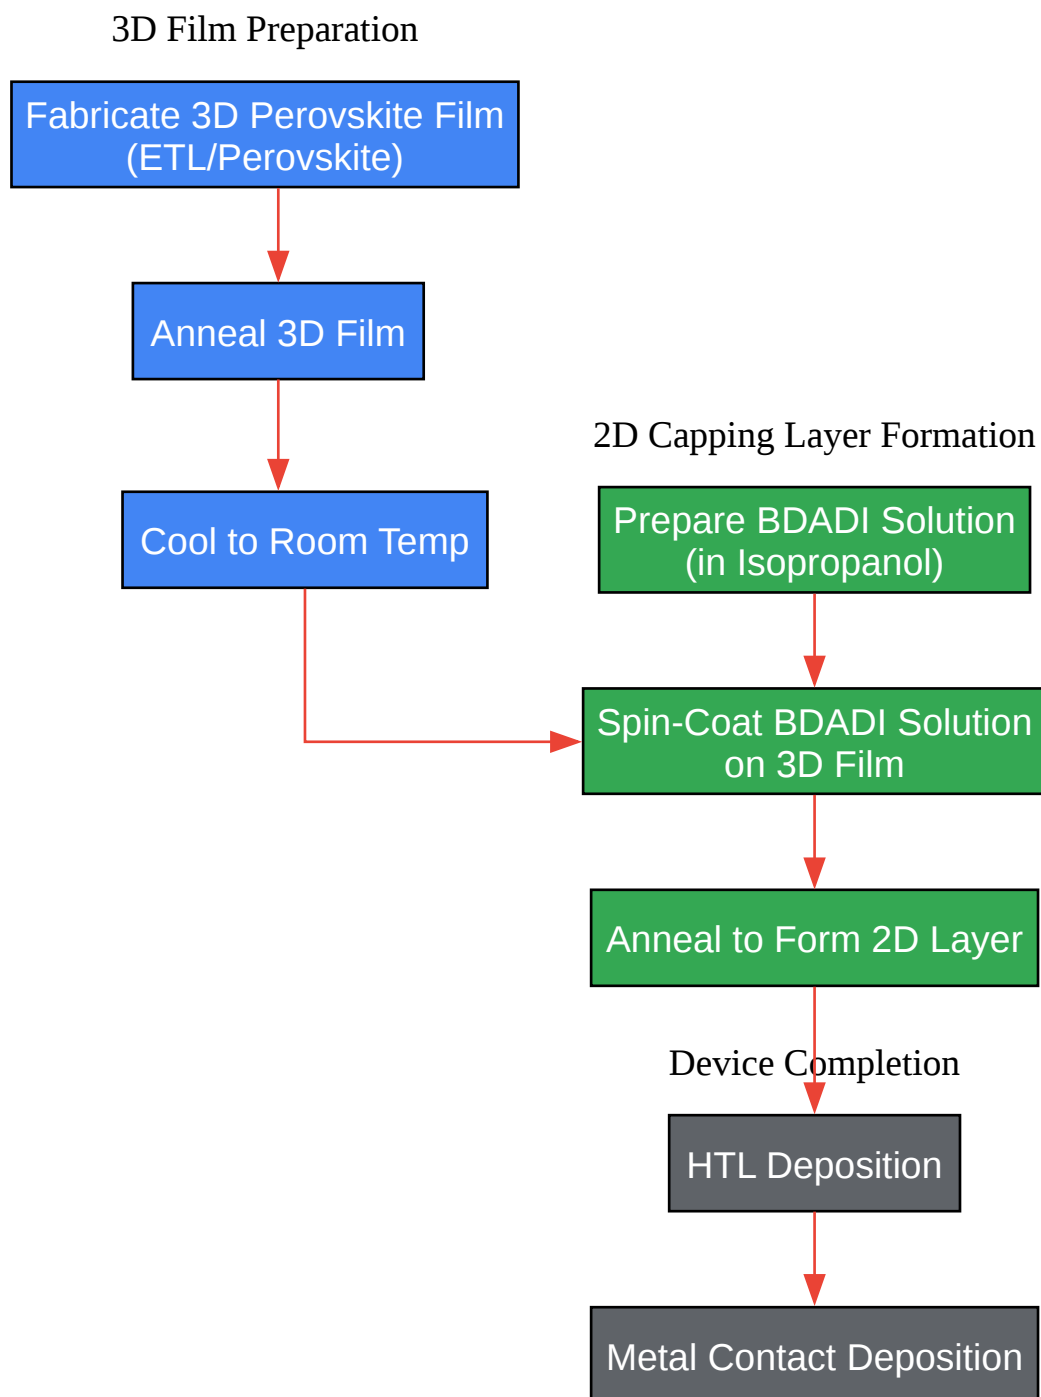 3D Film Preparation
Fabricate 3D Perovskite Film
(ETL/Perovskite)
Anneal 3D Film
Cool to Room Temp
2D Capping Layer Formation
Prepare BDADI Solution
(in Isopropanol)
Spin-Coat BDADI Solution
on 3D Film
Anneal to Form 2D Layer
Device Completion
HTL Deposition
Metal Contact Deposition